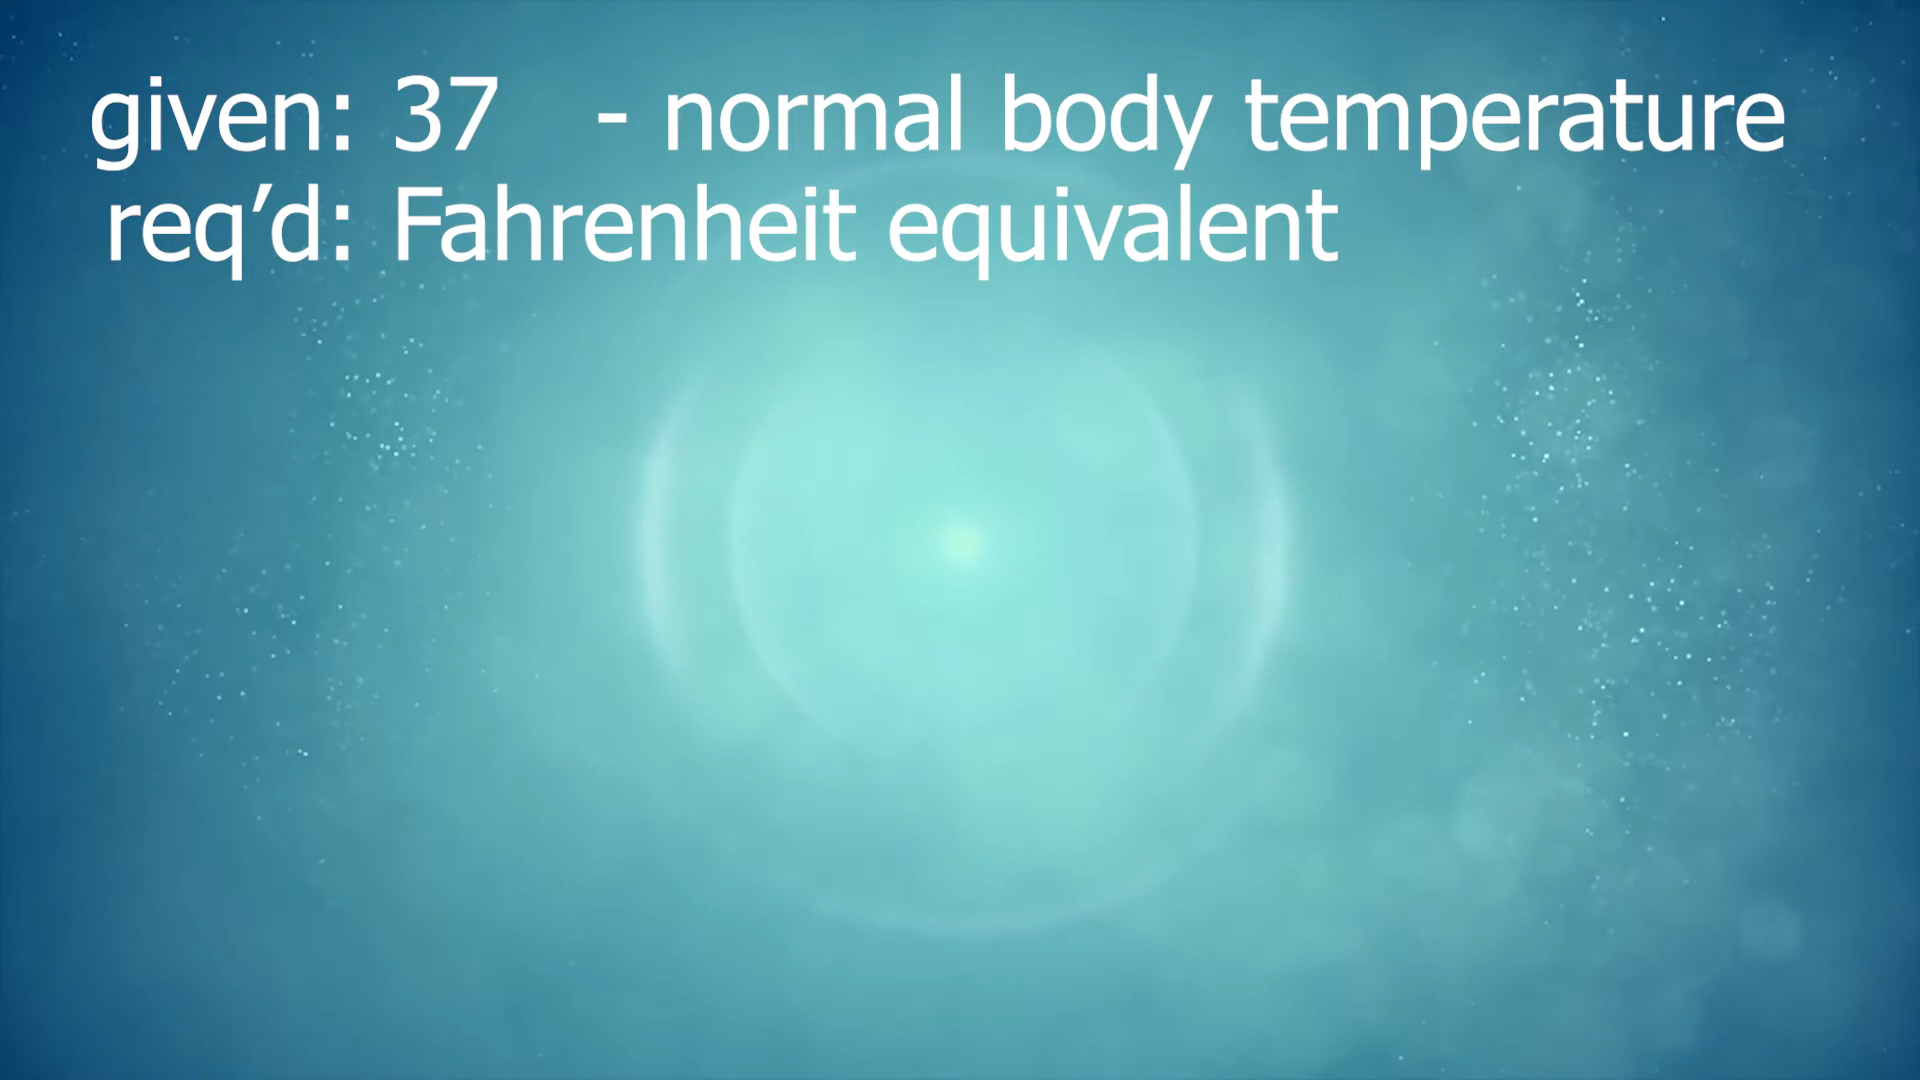 given: 37 - normal body temperature
req’d: Fahrenheit equivalent